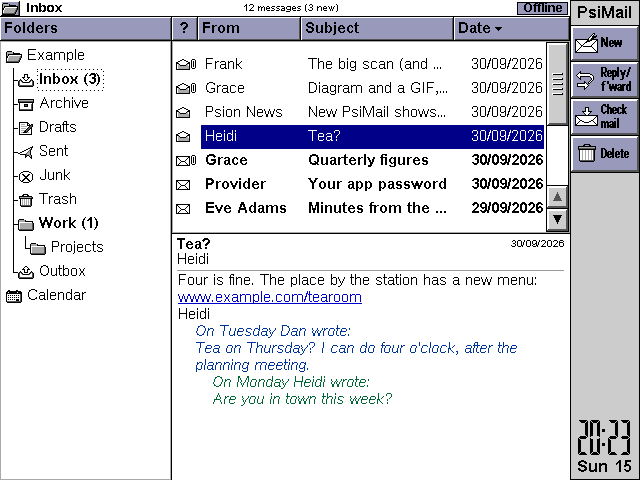 Inbox 12 messages (3 new) Offline PsiMail
Folders ? From Subject Date
Example
Inbox (3)
Archive
Drafts
Sent
Junk
Trash
Work (1)
Projects
Outbox
Calendar
Frank The big scan (and ... 30/09/2026
Grace Diagram and a GIF,... 30/09/2026
Psion News New PsiMail shows... 30/09/2026
Heidi Tea? 30/09/2026
Grace Quarterly figures 30/09/2026
Provider Your app password 30/09/2026
Eve Adams Minutes from the ... 29/09/2026
Tea? 30/09/2026
Heidi
Four is fine. The place by the station has a new menu:
www.example.com/tearoom
Heidi
On Tuesday Dan wrote:
Tea on Thursday? I can do four o'clock, after the
planning meeting.
On Monday Heidi wrote:
Are you in town this week?
New
Reply/
f'ward
Check
mail
Delete
20:23
Sun 15